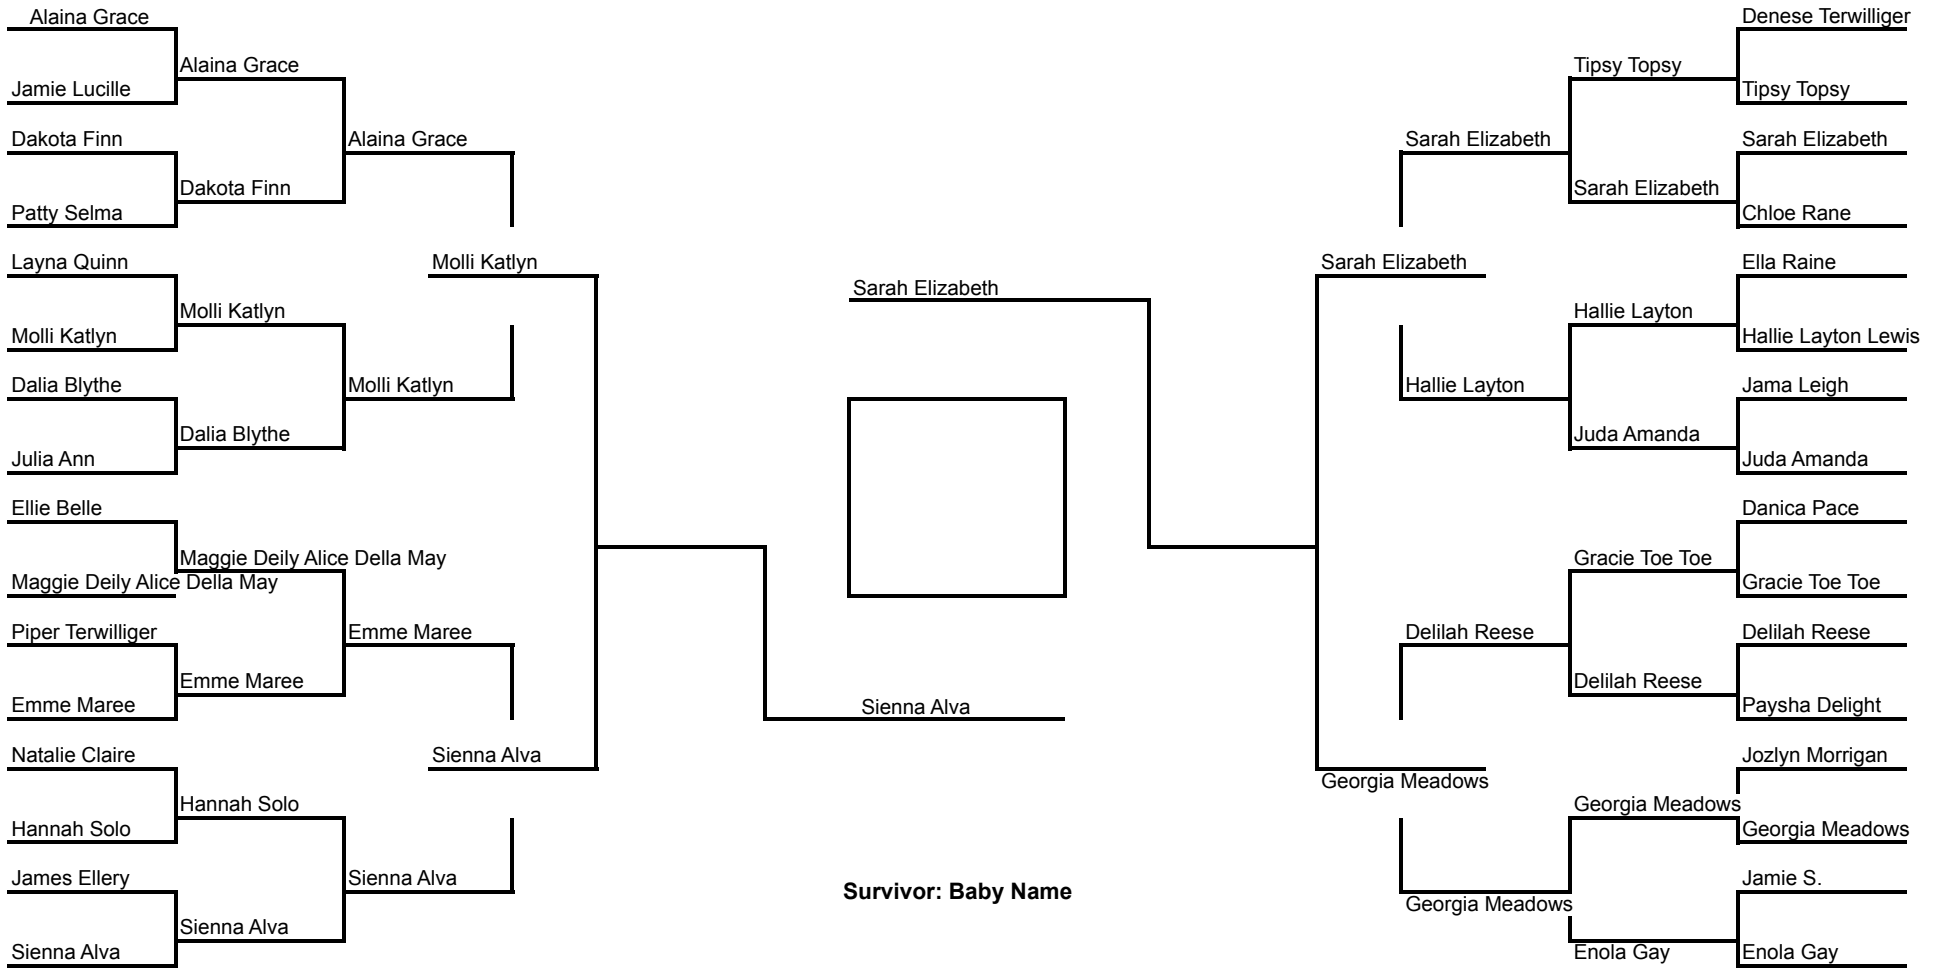 Alaina Grace
Jamie Lucille
Dakota Finn
Patty Selma
Layna Quinn
Molli Katlyn
Dalia Blythe
Julia Ann
Ellie Belle
Maggie Deily Alice Della May
Piper Terwilliger
Emme Maree
Natalie Claire
Hannah Solo
James Ellery
Sienna Alva
Alaina Grace
Dakota Finn
Molli Katlyn
Dalia Blythe
Maggie Deily Alice Della May
Emme Maree
Hannah Solo
Sienna Alva
Alaina Grace
Molli Katlyn
Emme Maree
Sienna Alva
Molli Katlyn
Sienna Alva
Sarah Elizabeth
Sienna Alva
Survivor: Baby Name
Sarah Elizabeth
Georgia Meadows
Sarah Elizabeth
Hallie Layton
Delilah Reese
Georgia Meadows
Tipsy Topsy
Sarah Elizabeth
Hallie Layton
Juda Amanda
Gracie Toe Toe
Delilah Reese
Georgia Meadows
Enola Gay
Denese Terwilliger
Tipsy Topsy
Sarah Elizabeth
Chloe Rane
Ella Raine
Hallie Layton Lewis
Jama Leigh
Juda Amanda
Danica Pace
Gracie Toe Toe
Delilah Reese
Paysha Delight
Jozlyn Morrigan
Georgia Meadows
Jamie S.
Enola Gay